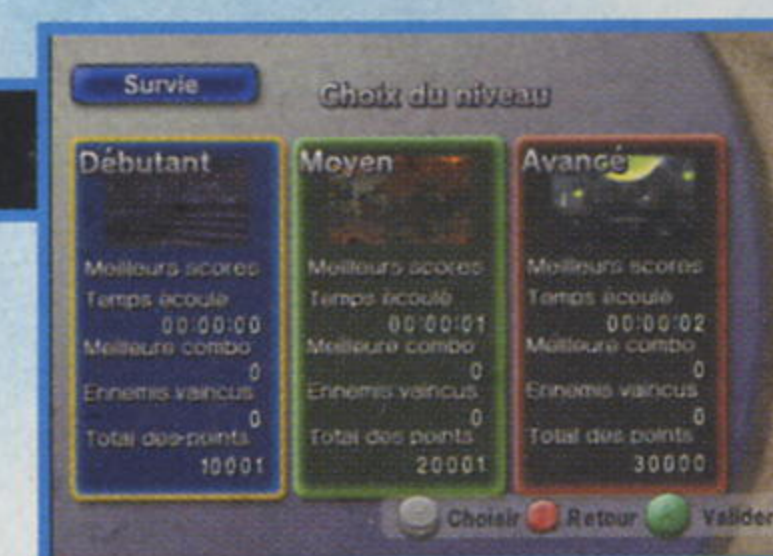 Survie
Choix du niveau
Débutant
Meilleurs scores
Temps écoulé
00:00:00
Meilleure combo
0
Ennemis vaincus
0
Total des points
10001
Moyen
Meilleurs scores
Temps écoulé
00:00:01
Meilleure combo
0
Ennemis vaincus
0
Total des points
20001
Avancé
Meilleurs scores
Temps écoulé
00:00:02
Meilleure combo
0
Ennemis vaincus
0
Total des points
30000
Choisir Retour Valider